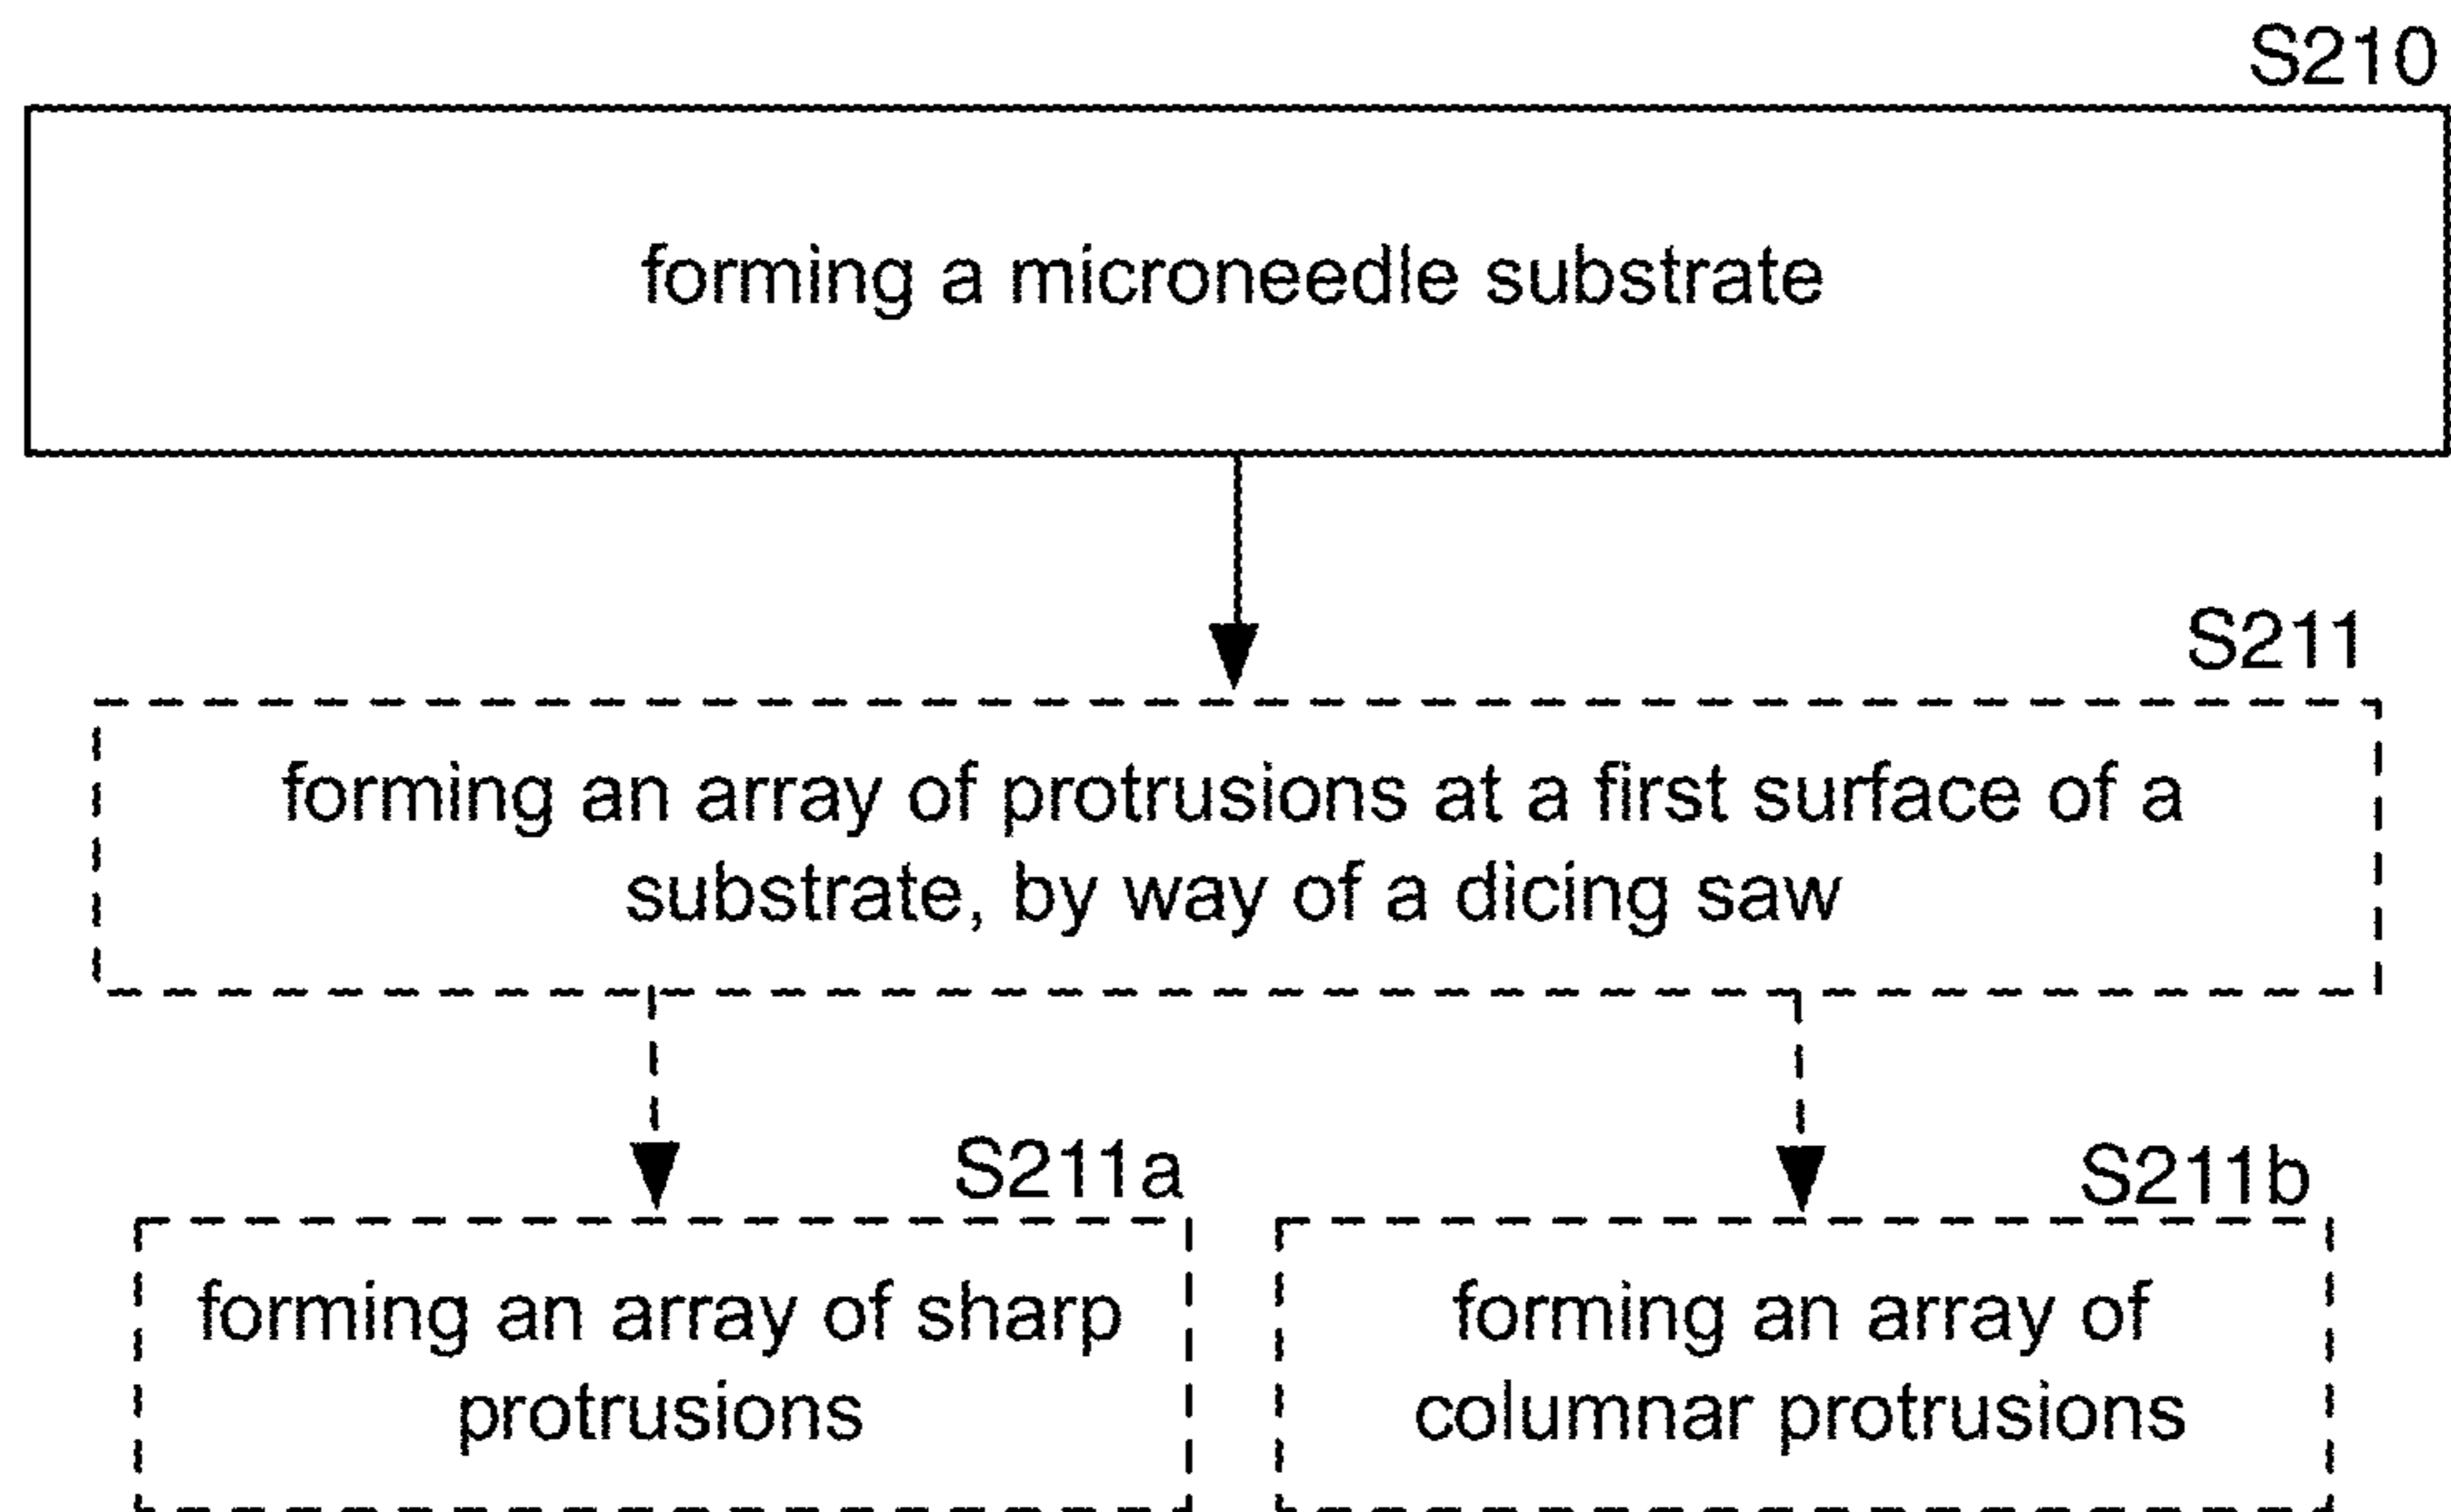 S210
forming a microneedle substrate
S211
forming an array of protrusions at a first surface of a
substrate, by way of a dicing saw
S211a
forming an array of sharp
protrusions
S211b
forming an array of
columnar protrusions